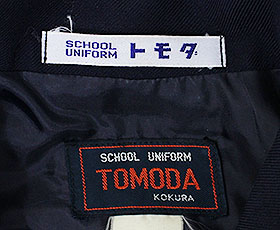 SCHOOL
UNIFORM トモダ
SCHOOL UNIFORM
TOMODA
KOKURA